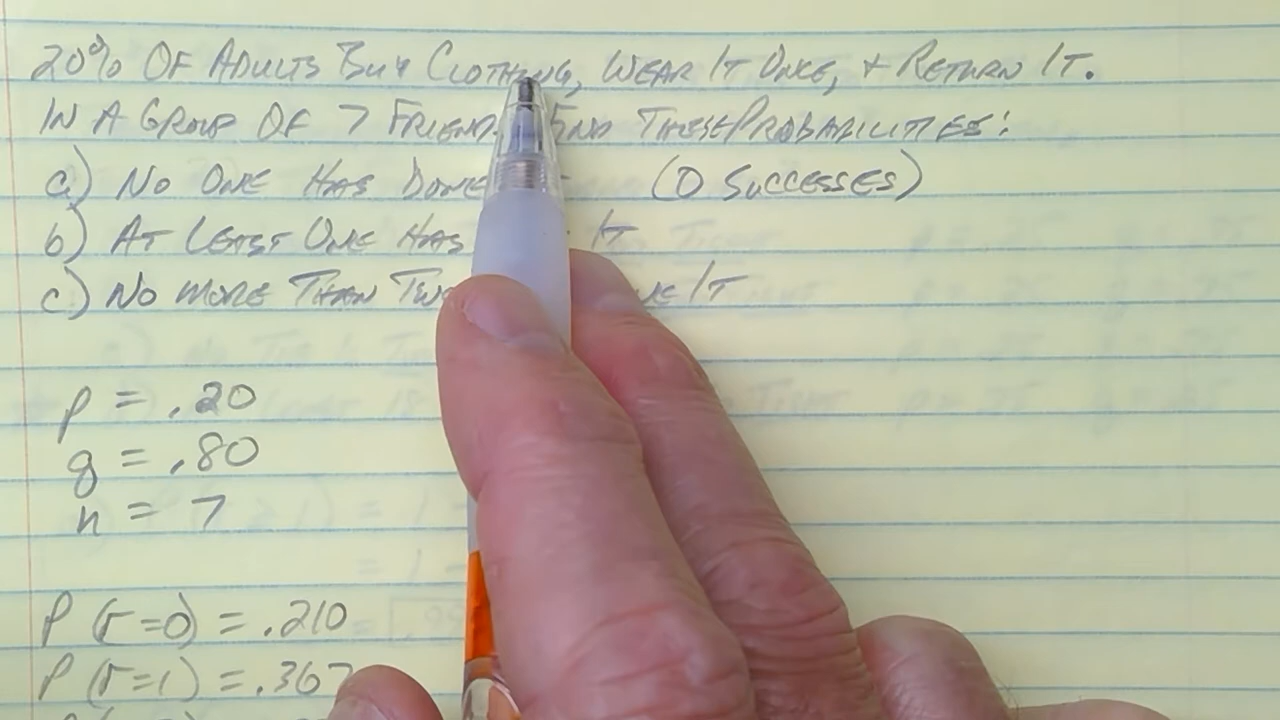 20% OF ADULTS BUY CLOTHING, WEAR IT ONCE, + RETURN IT.
IN A GROUP OF 7 FRIEND THESE PROBABILITIES:
a) NO ONE HAS DONE (0 SUCCESSES)
b) AT LEAST ONE HAS IT
c) NO MORE THAN TWO IT
p = .20
q = .80
n = 7
P (r=0) = .210
P (r=1) = .367